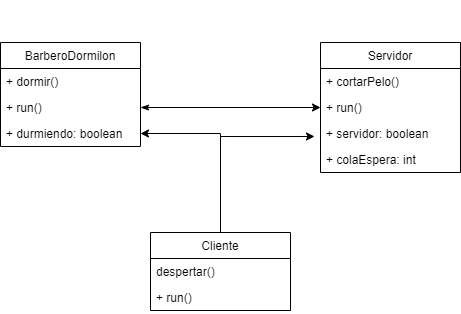 BarberoDormilon
+ dormir()
+ run()
+ durmiendo: boolean
Servidor
+ cortarPelo()
+ run()
+ servidor: boolean
+ colaEspera: int
Cliente
despertar()
+ run()